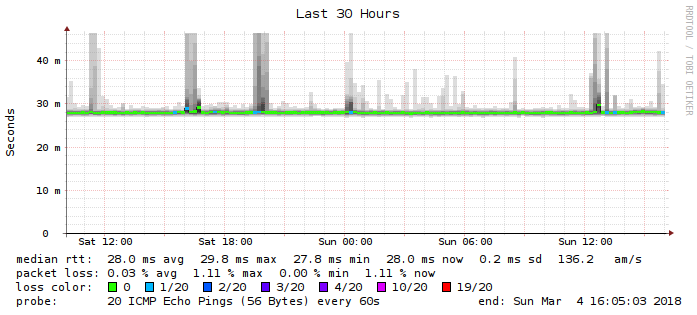 Last 30 Hours
RRDTOOL / TOBI OETIKER
Seconds
40 m
30 m
20 m
10 m
0
Sat 12:00 Sat 18:00 Sun 00:00 Sun 06:00 Sun 12:00
median rtt: 28.0 ms avg 29.8 ms max 27.8 ms min 28.0 ms now 0.2 ms sd 136.2 am/s
packet loss: 0.03 % avg 1.11 % max 0.00 % min 1.11 % now
loss color: 0 1/20 2/20 3/20 4/20 10/20 19/20
probe: 20 ICMP Echo Pings (56 Bytes) every 60s end: Sun Mar 4 16:05:03 2018